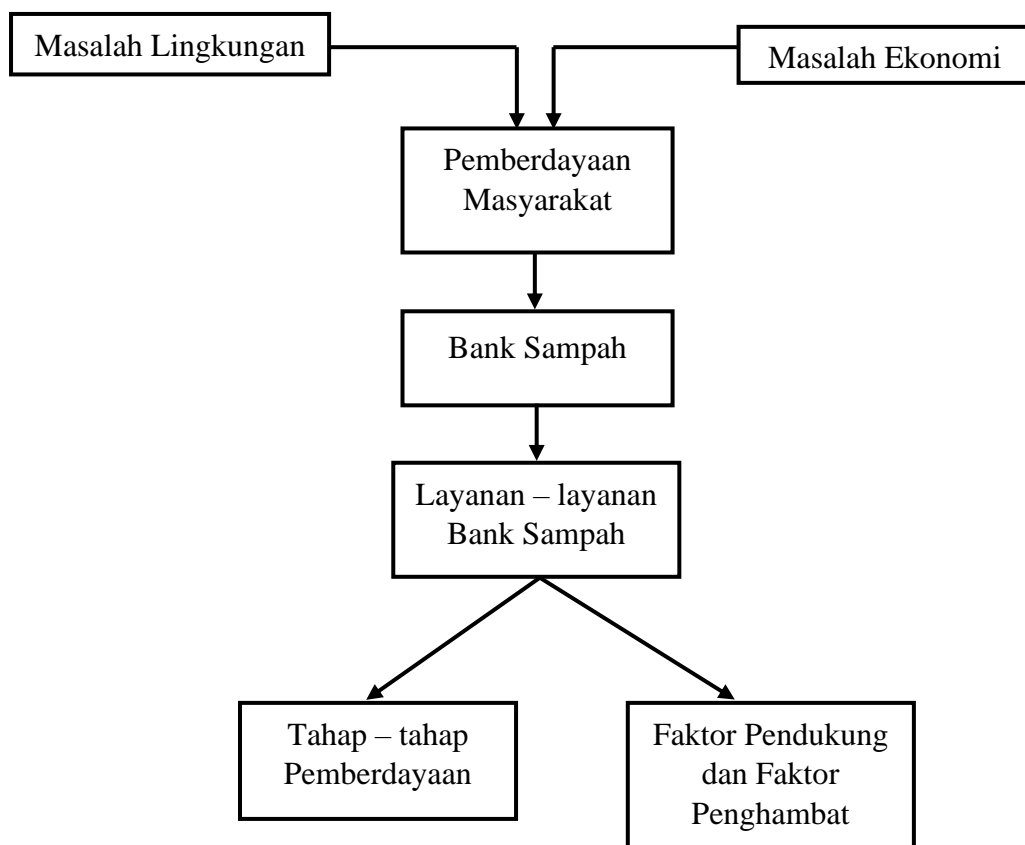 Masalah Lingkungan
Masalah Ekonomi
Pemberdayaan
Masyarakat
Bank Sampah
Layanan – layanan
Bank Sampah
Tahap – tahap
Pemberdayaan
Faktor Pendukung
dan Faktor
Penghambat